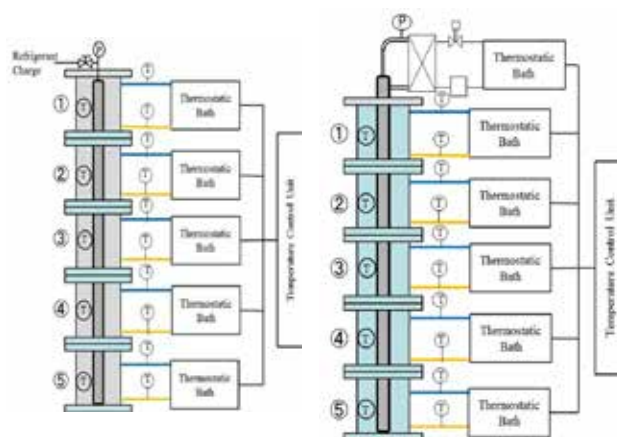 P
Refrigerant
Charge
T
① T
T
Thermostatic
Bath
T
② T
T
Thermostatic
Bath
T
③ T
T
Thermostatic
Bath
T
④ T
T
Thermostatic
Bath
T
⑤ T
T
Thermostatic
Bath
Temperature Control Unit
P
Thermostatic
Bath
T
① T
T
Thermostatic
Bath
T
② T
T
Thermostatic
Bath
T
③ T
T
Thermostatic
Bath
T
④ T
T
Thermostatic
Bath
T
⑤ T
T
Thermostatic
Bath
Temperature Control Unit